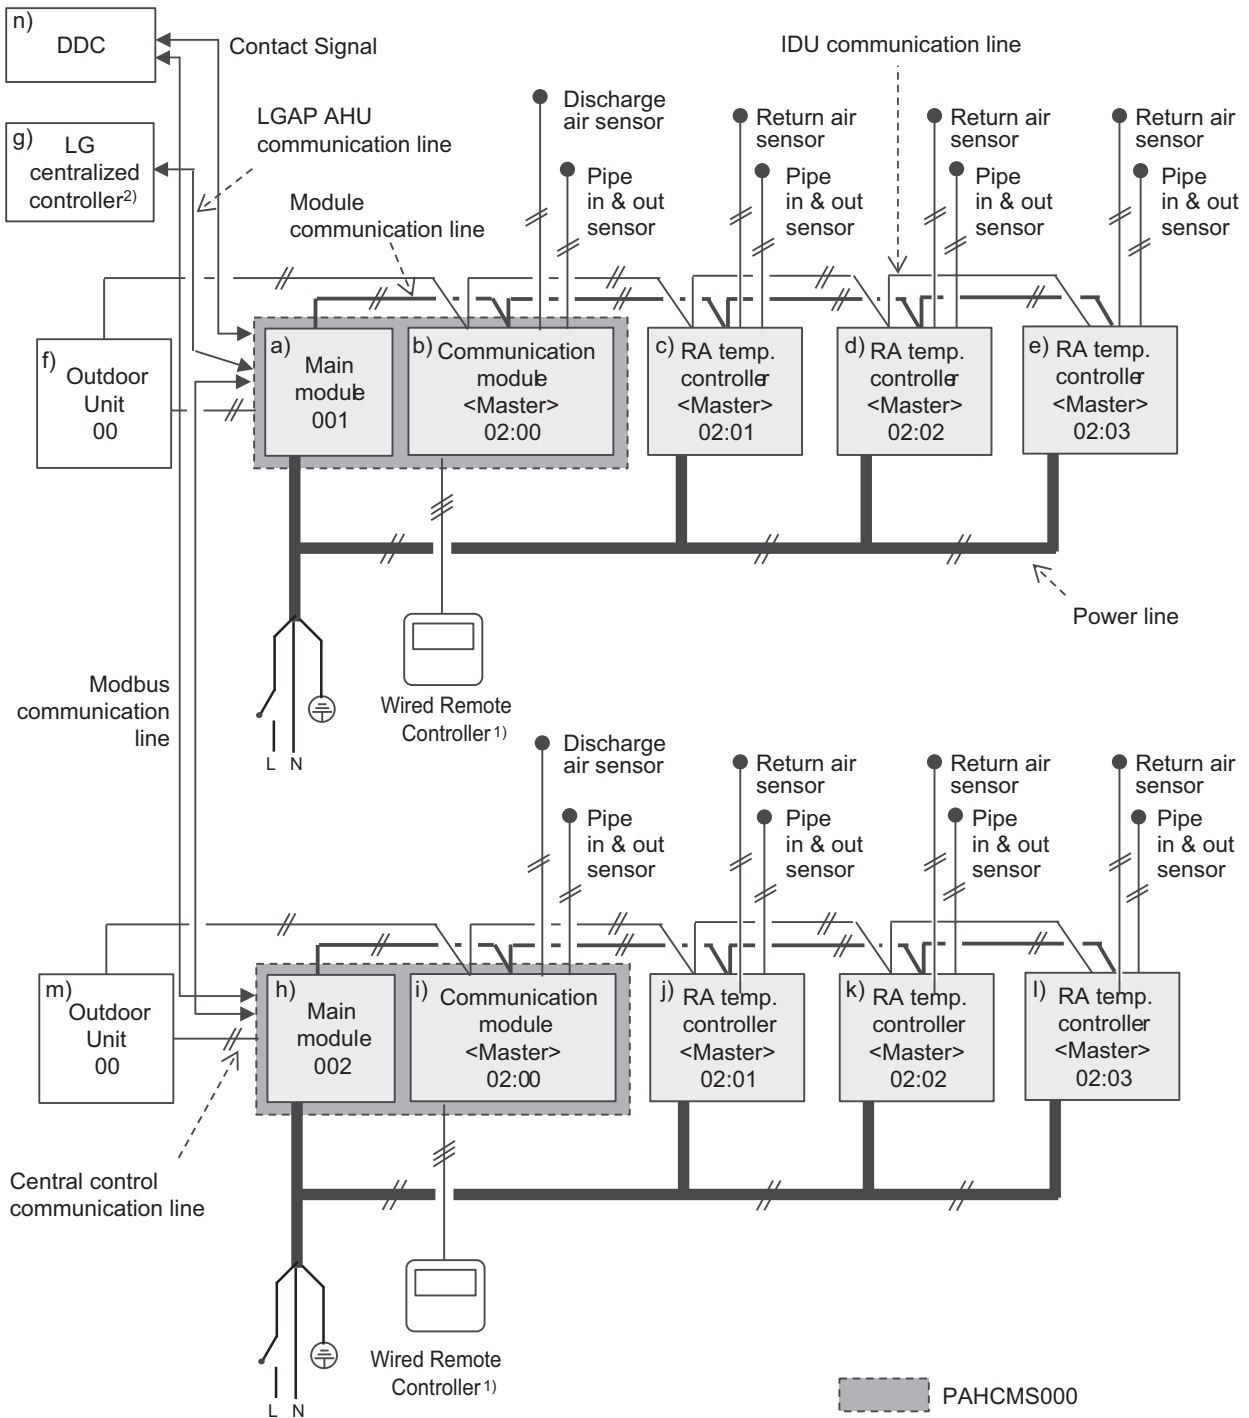 n)
DDC
Contact Signal
IDU communication line
g)
LG
centralized
controller2)
LGAP AHU
communication line
Module
communication line
Discharge
air sensor
Pipe
in & out
sensor
Return air
sensor
Pipe
in & out
sensor
Return air
sensor
Pipe
in & out
sensor
Return air
sensor
Pipe
in & out
sensor
f)
Outdoor
Unit
00
a)
Main
module
001
b)
Communication
module
<Master>
02:00
c)
RA temp.
controller
<Master>
02:01
d)
RA temp.
controller
<Master>
02:02
e)
RA temp.
controller
<Master>
02:03
Power line
Wired Remote
Controller1)
L N
Modbus
communication
line
Discharge
air sensor
Pipe
in & out
sensor
Return air
sensor
Pipe
in & out
sensor
Return air
sensor
Pipe
in & out
sensor
Return air
sensor
Pipe
in & out
sensor
m)
Outdoor
Unit
00
h)
Main
module
002
i)
Communication
module
<Master>
02:00
j)
RA temp.
controller
<Master>
02:01
k)
RA temp.
controller
<Master>
02:02
l)
RA temp.
controller
<Master>
02:03
Central control
communication line
Wired Remote
Controller1)
L N
PAHCMS000